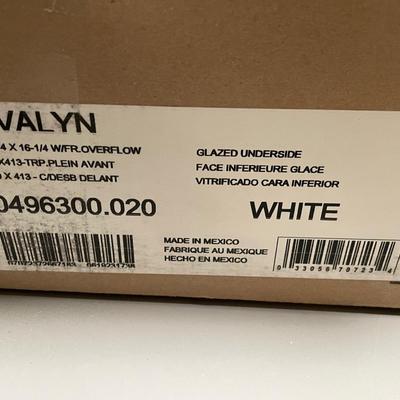 VALYN
4 X 16-1/4 W/FR.OVERFLOW
X413-TRP.PLEIN AVANT
X 413 - C/DESB DELANT
GLAZED UNDERSIDE
FACE INFERIEURE GLACE
VITRIFICADO CARA INFERIOR
0496300.020
WHITE
MADE IN MEXICO
FABRIQUE AU MEXIQUE
HECHO EN MEXICO